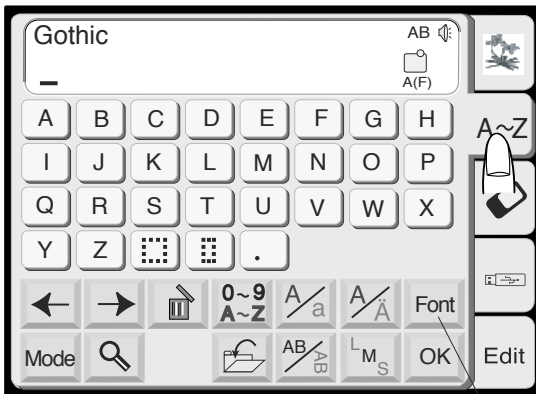 Gothic AB
A(F)
A B C D E F G H
A~Z
I J K L M N O P
Q R S T U V W X
Y Z .
0~9 A~Z A/a A/Ä Font
Mode AB/AB L M S OK Edit